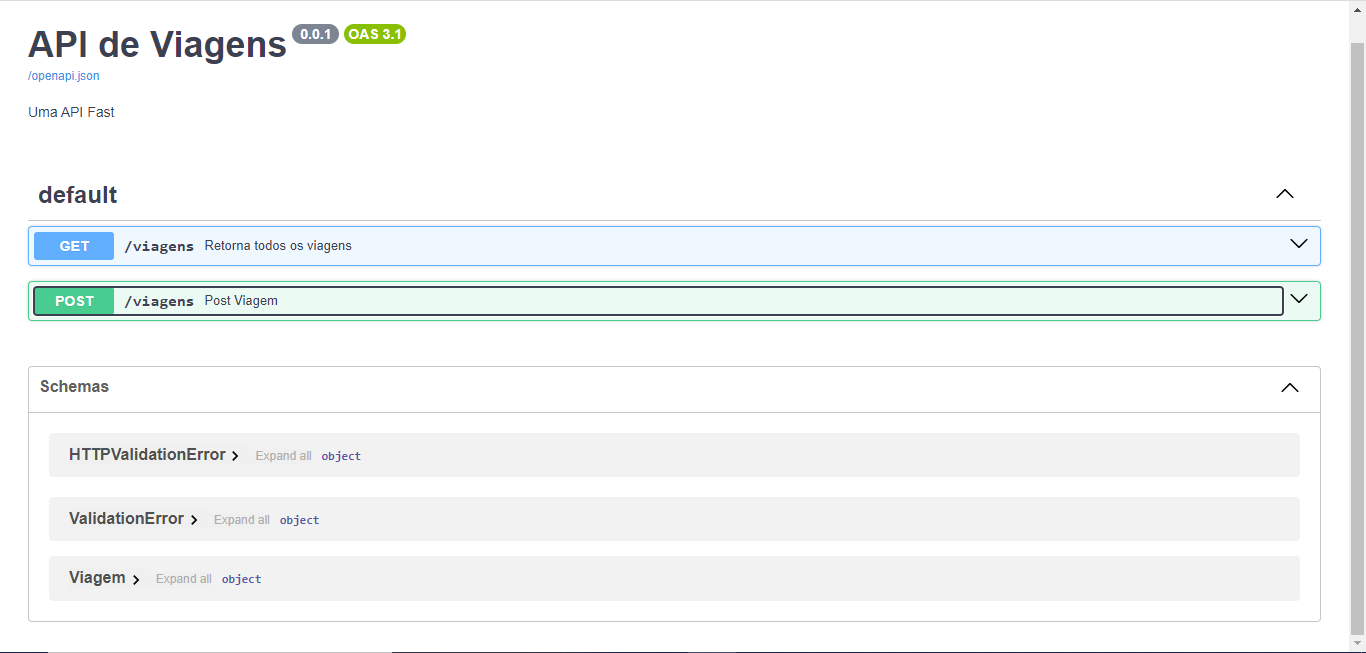 API de Viagens 0.0.1 OAS 3.1
/openapi.json
Uma API Fast
default
GET /viagens Retorna todos os viagens
POST /viagens Post Viagem
Schemas
HTTPValidationError Expand all object
ValidationError Expand all object
Viagem Expand all object